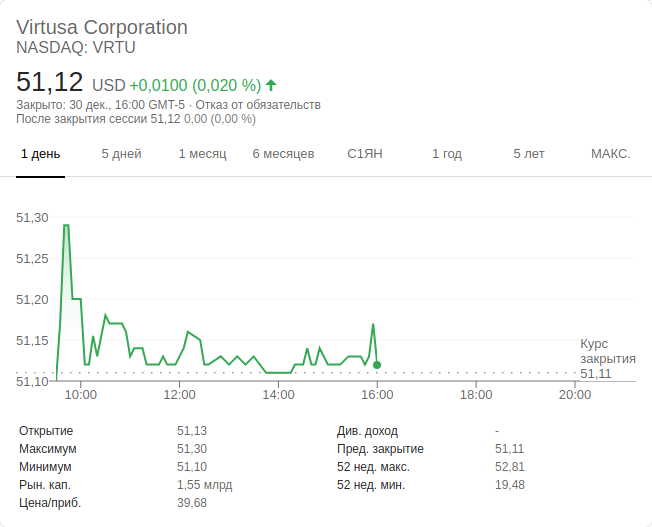 Virtusa Corporation
NASDAQ: VRTU
51,12 USD +0,0100 (0,020 %)
Закрыто: 30 дек., 16:00 GMT-5 · Отказ от обязательств
После закрытия сессии 51,12 0,00 (0,00 %)
1 день 5 дней 1 месяц 6 месяцев С1ЯН 1 год 5 лет МАКС.
51,30
51,25
51,20
51,15
51,10
Курс
закрытия
51,11
10:00 12:00 14:00 16:00 18:00 20:00
Открытие 51,13 Див. доход -
Максимум 51,30 Пред. закрытие 51,11
Минимум 51,10 52 нед. макс. 52,81
Рын. кап. 1,55 млрд 52 нед. мин. 19,48
Цена/приб. 39,68